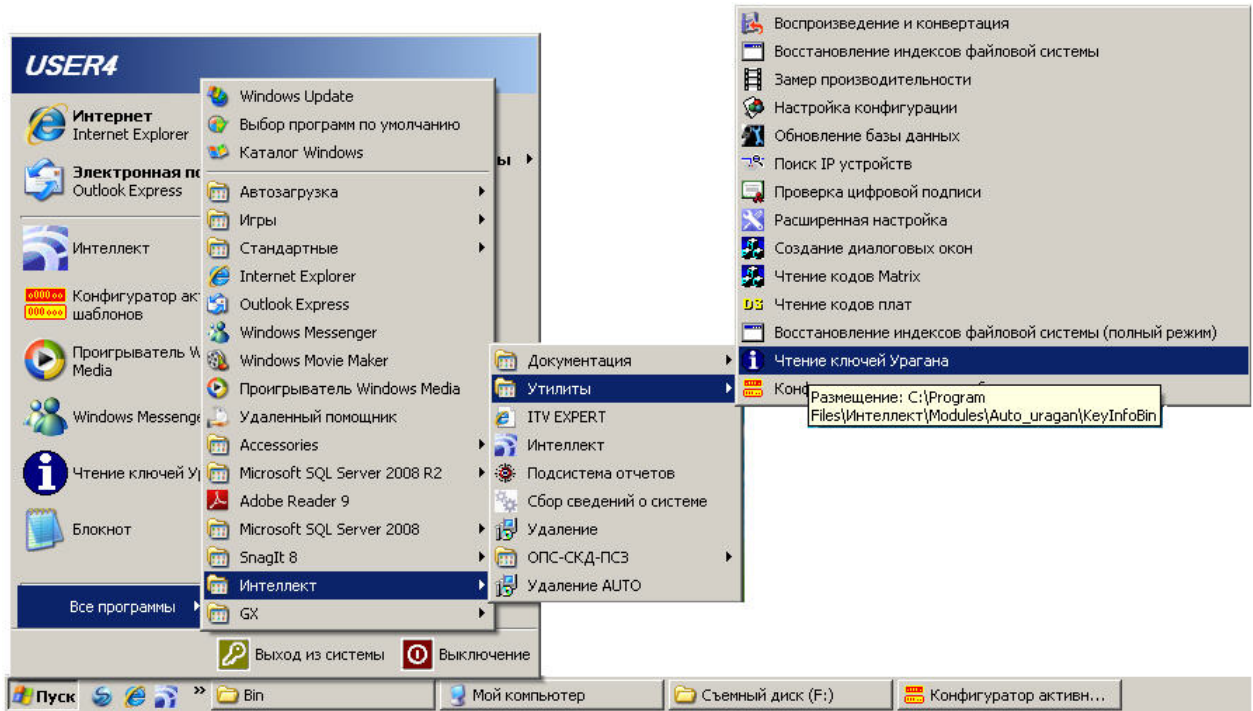 USER4
Интернет
Internet Explorer
Электронная по
Outlook Express
Интеллект
Конфигуратор ак
шаблонов
Проигрыватель W
Media
Windows Messenge
Чтение ключей Ур
Блокнот
Все программы
ы
Windows Update
Выбор программ по умолчанию
Каталог Windows
Автозагрузка
Игры
Стандартные
Internet Explorer
Outlook Express
Windows Messenger
Windows Movie Maker
Проигрыватель Windows Media
Удаленный помощник
Accessories
Microsoft SQL Server 2008 R2
Adobe Reader 9
Microsoft SQL Server 2008
SnagIt 8
Интеллект
GX
Документация
Утилиты
ITV EXPERT
Интеллект
Подсистема отчетов
Сбор сведений о системе
Удаление
ОПС-СКД-ПСЗ
Удаление AUTO
Воспроизведение и конвертация
Восстановление индексов файловой системы
Замер производительности
Настройка конфигурации
Обновление базы данных
Поиск IP устройств
Проверка цифровой подписи
Расширенная настройка
Создание диалоговых окон
Чтение кодов Matrix
Чтение кодов плат
Восстановление индексов файловой системы (полный режим)
Чтение ключей Урагана
Конф
Размещение: C:\Program
Files\Интеллект\Modules\Auto_uragan\KeyInfoBin
Выход из системы
Выключение
Пуск
»
Bin
Мой компьютер
Съемный диск (F:)
Конфигуратор активн...